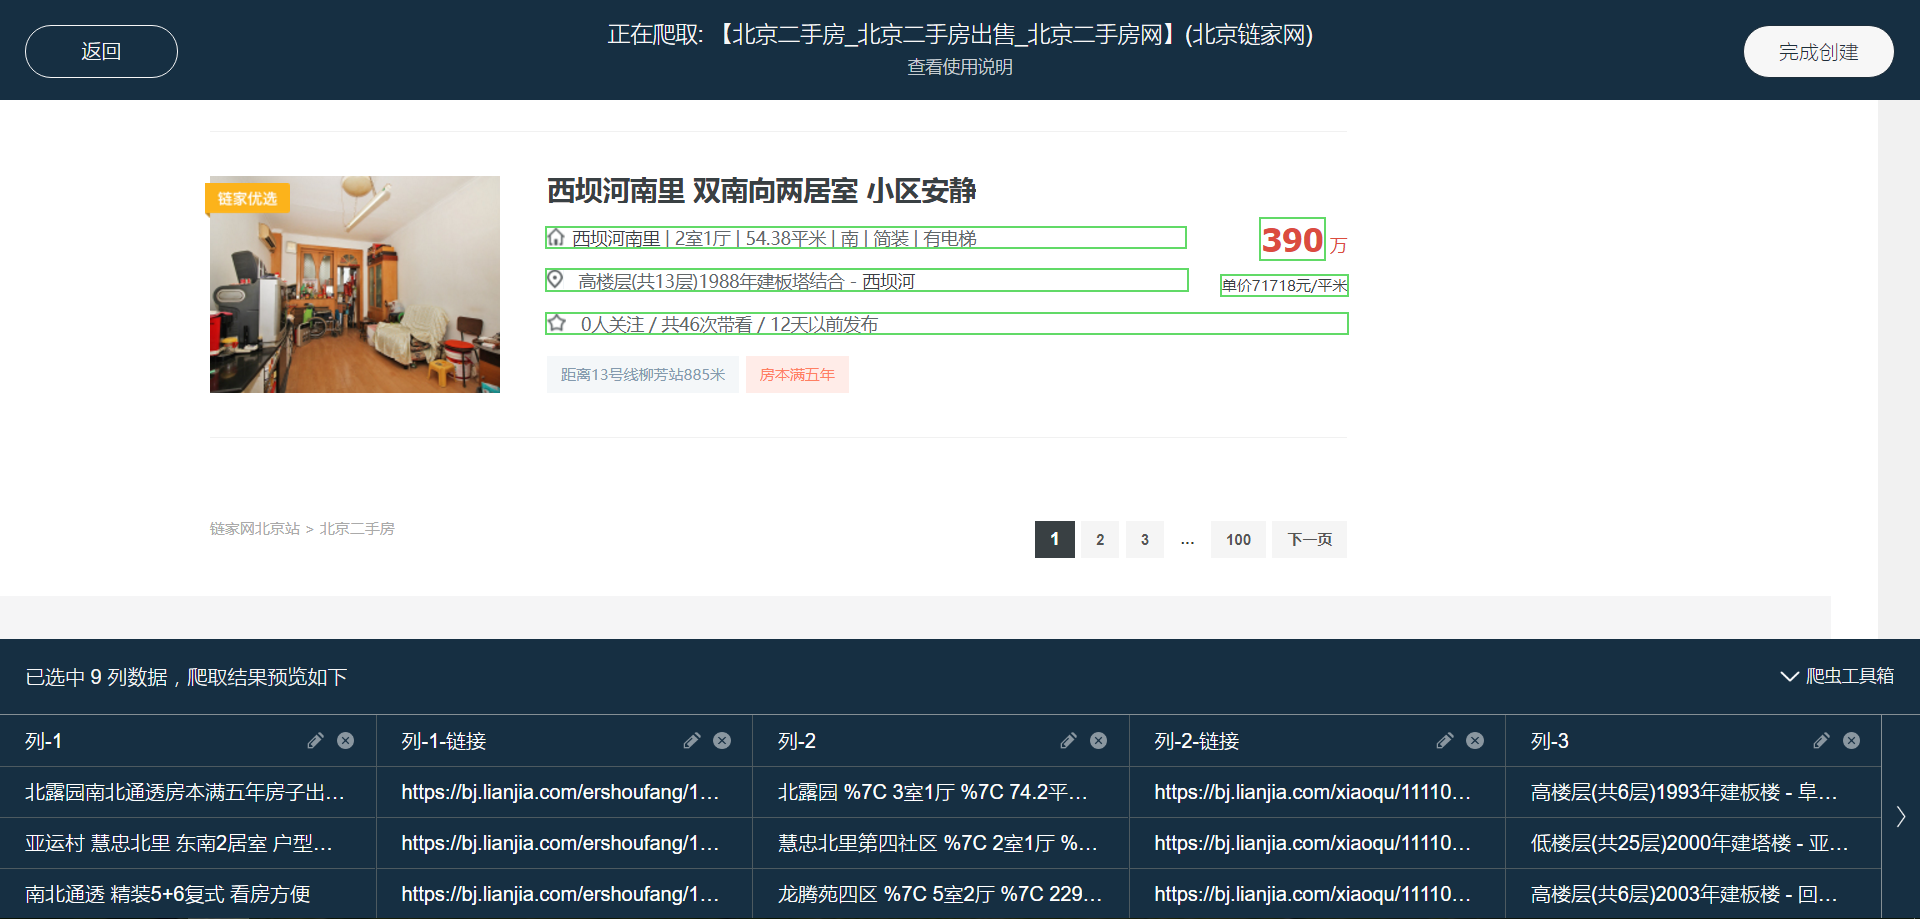 返回
正在爬取: 【北京二手房_北京二手房出售_北京二手房网】(北京链家网)
查看使用说明
完成创建
链家优选
西坝河南里 双南向两居室 小区安静
西坝河南里 | 2室1厅 | 54.38平米 | 南 | 简装 | 有电梯
390 万
高楼层(共13层)1988年建板塔结合 - 西坝河
单价71718元/平米
0人关注 / 共46次带看 / 12天以前发布
距离13号线柳芳站885米 房本满五年
链家网北京站 > 北京二手房
1 2 3 ... 100 下一页
已选中 9 列数据，爬取结果预览如下
爬虫工具箱
列-1 列-1-链接 列-2 列-2-链接 列-3
北露园南北通透房本满五年房子出... https://bj.lianjia.com/ershoufang/1... 北露园 %7C 3室1厅 %7C 74.2平... https://bj.lianjia.com/xiaoqu/11110... 高楼层(共6层)1993年建板楼 - 阜...
亚运村 慧忠北里 东南2居室 户型... https://bj.lianjia.com/ershoufang/1... 慧忠北里第四社区 %7C 2室1厅 %... https://bj.lianjia.com/xiaoqu/11110... 低楼层(共25层)2000年建塔楼 - 亚...
南北通透 精装5+6复式 看房方便 https://bj.lianjia.com/ershoufang/1... 龙腾苑四区 %7C 5室2厅 %7C 229... https://bj.lianjia.com/xiaoqu/11110... 高楼层(共6层)2003年建板楼 - 回...